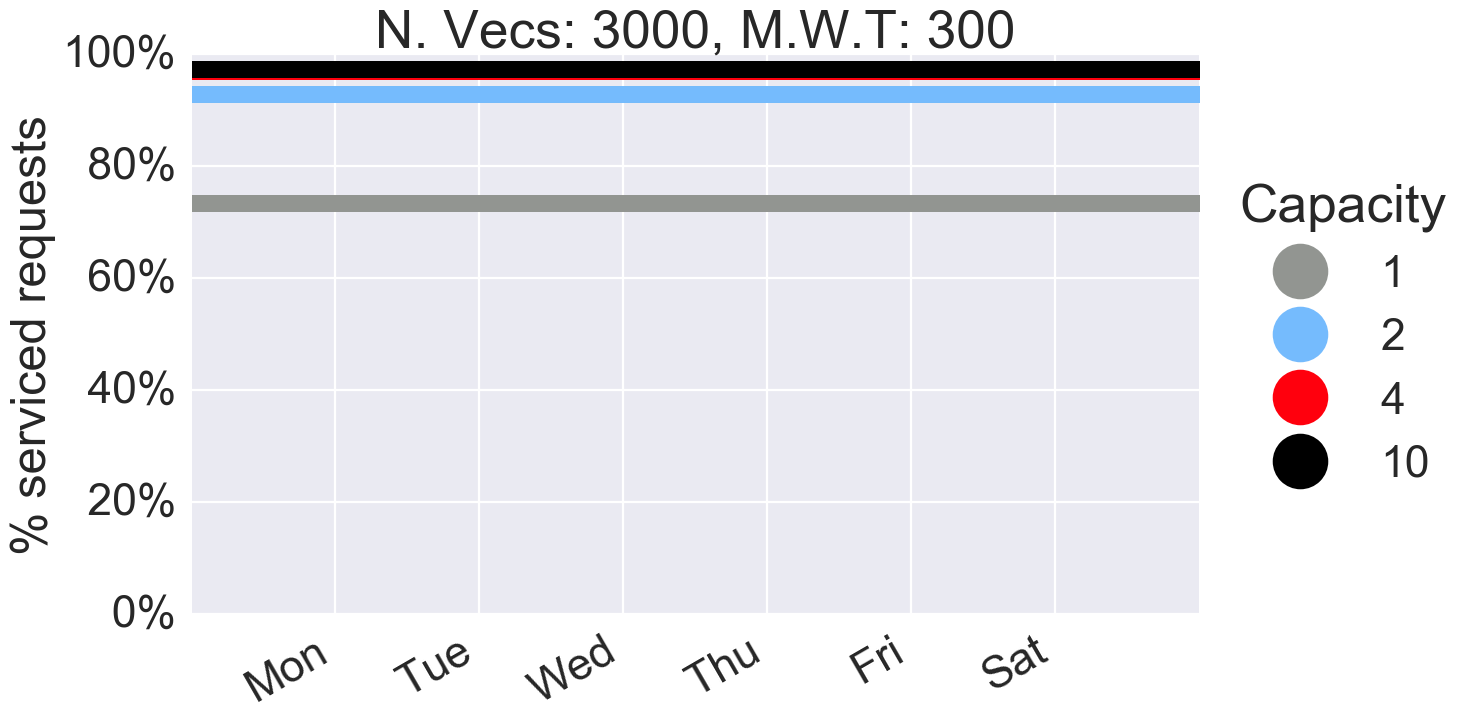 N. Vecs: 3000, M.W.T: 300
100%
80%
60%
40%
20%
0%
% serviced requests
Mon
Tue
Wed
Thu
Fri
Sat
Capacity
1
2
4
10